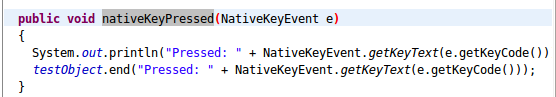 public void nativeKeyPressed(NativeKeyEvent e)
{
System.out.println("Pressed: " + NativeKeyEvent.getKeyText(e.getKeyCode())
testObject.end("Pressed: " + NativeKeyEvent.getKeyText(e.getKeyCode()));
}